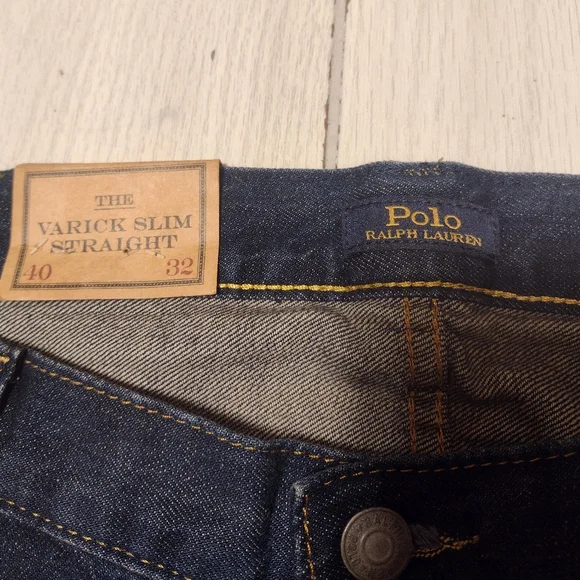 THE
VARICK SLIM
STRAIGHT
40 32
Polo
RALPH LAUREN